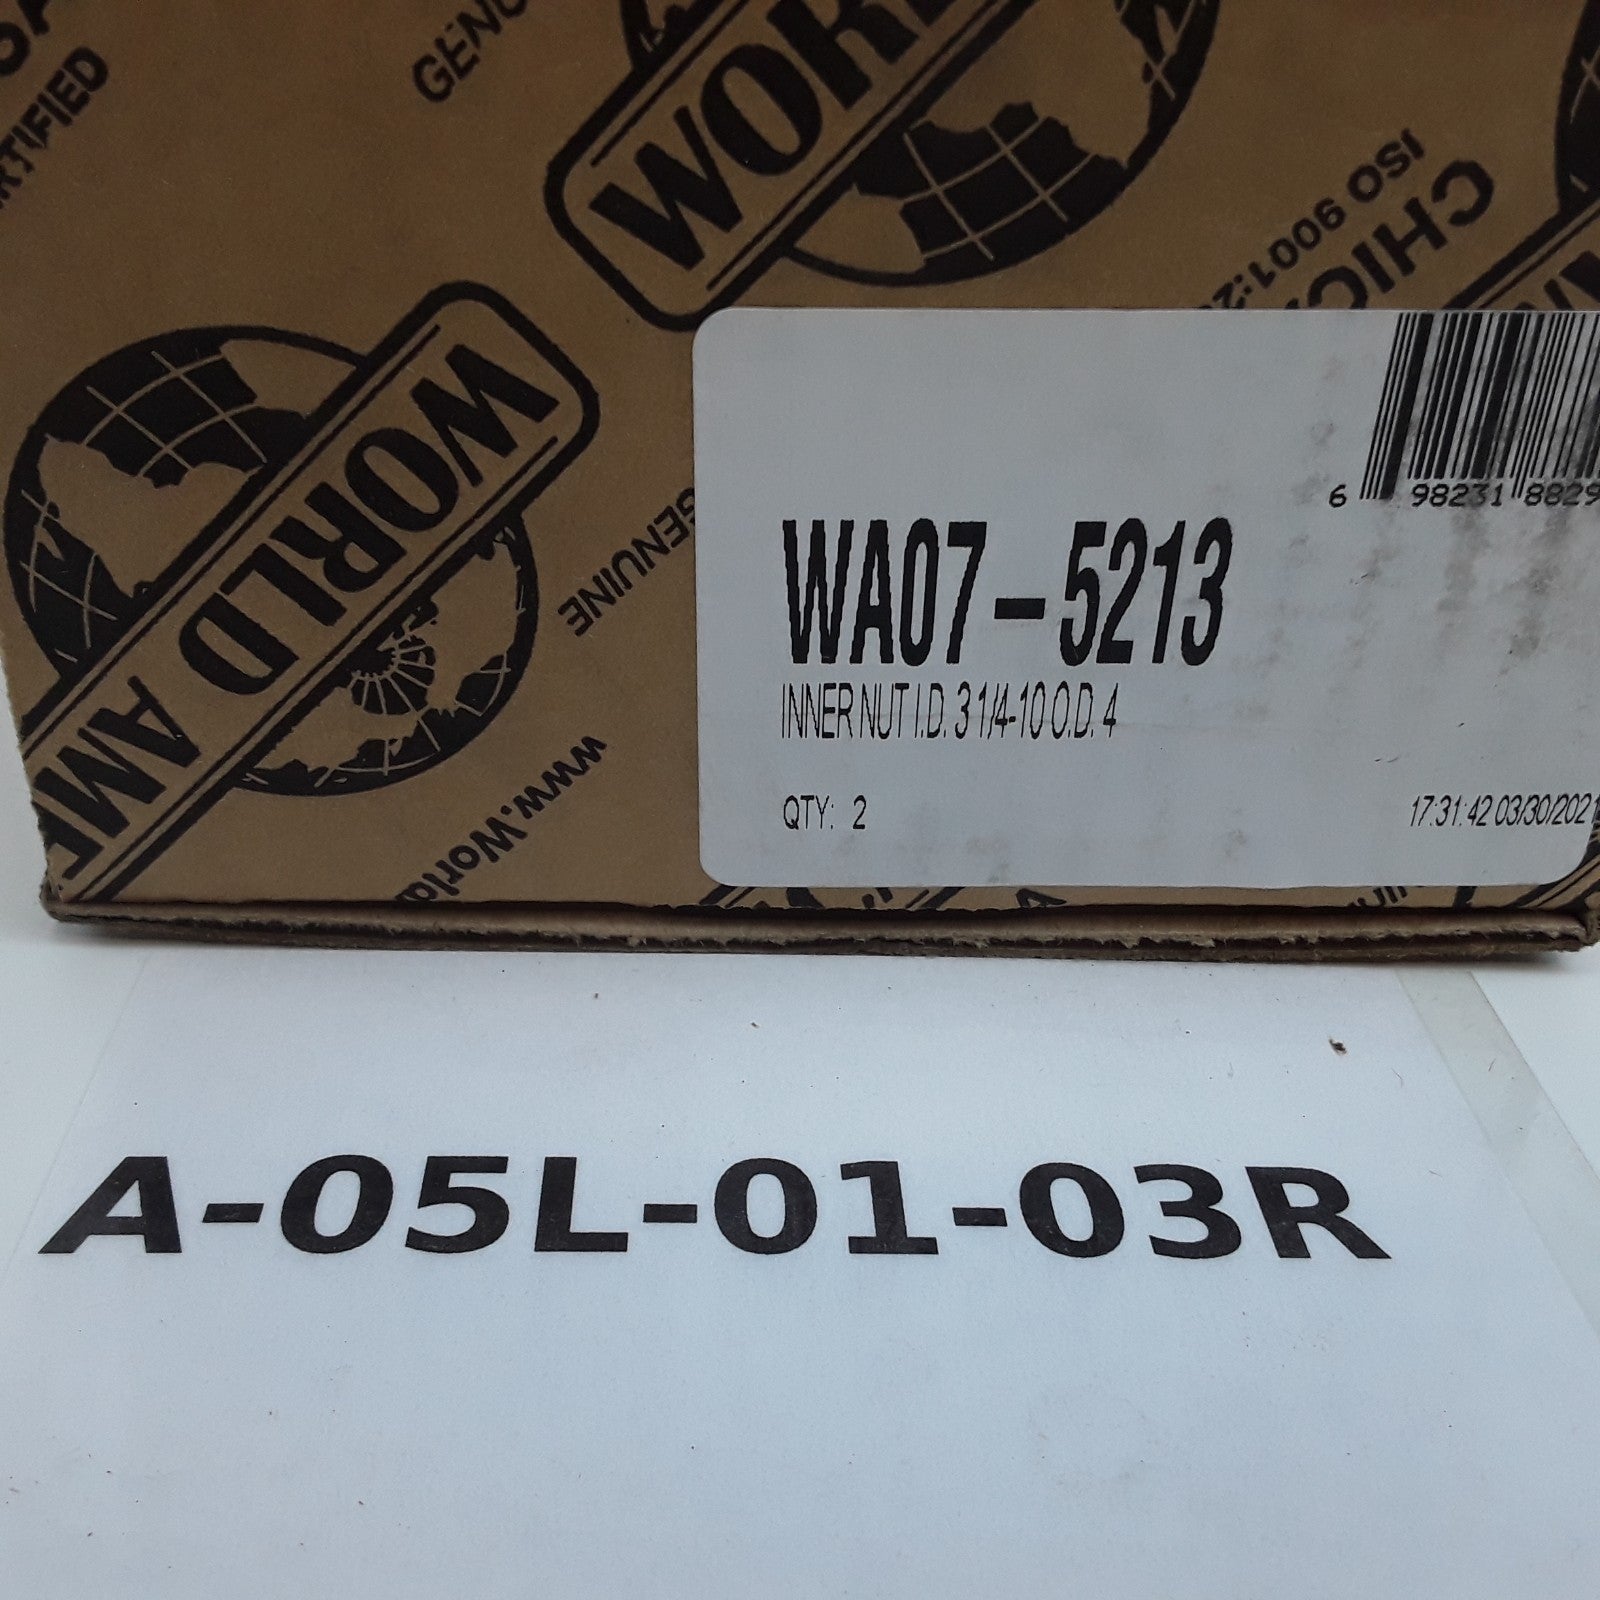 RTIFIED
GENU
WORL
ISO 9001:2
CHIC
WORLD AME
GENUINE
www.World
6 98231 8829
WA07-5213
INNER NUT I.D. 3 1/4-10 O.D. 4
QTY: 2
17:31:42 03/30/2021
A-05L-01-03R